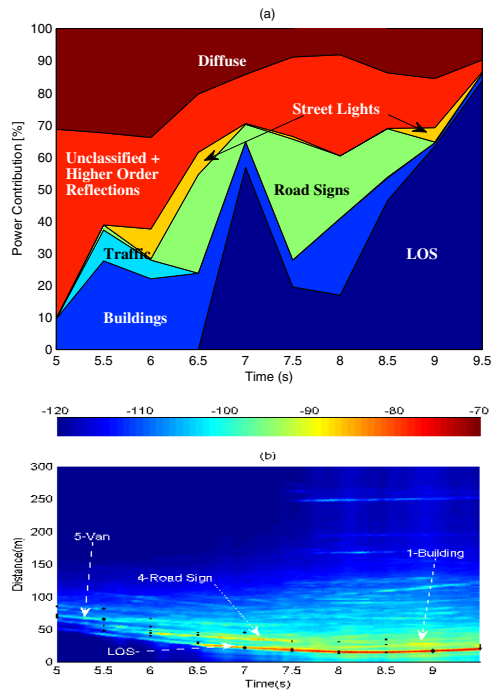 (a)
Power Contribution [%]
100
90
80
70
60
50
40
30
20
10
0
Diffuse
Street Lights
Unclassified +
Higher Order
Reflections
Road Signs
Traffic
LOS
Buildings
5 5.5 6 6.5 7 7.5 8 8.5 9 9.5
Time (s)
-120 -110 -100 -90 -80 -70
(b)
Distance(m)
300
250
200
150
100
50
0
5-Van
1-Building
4-Road Sign
LOS-
5 5.5 6 6.5 7 7.5 8 8.5 9
Time(s)